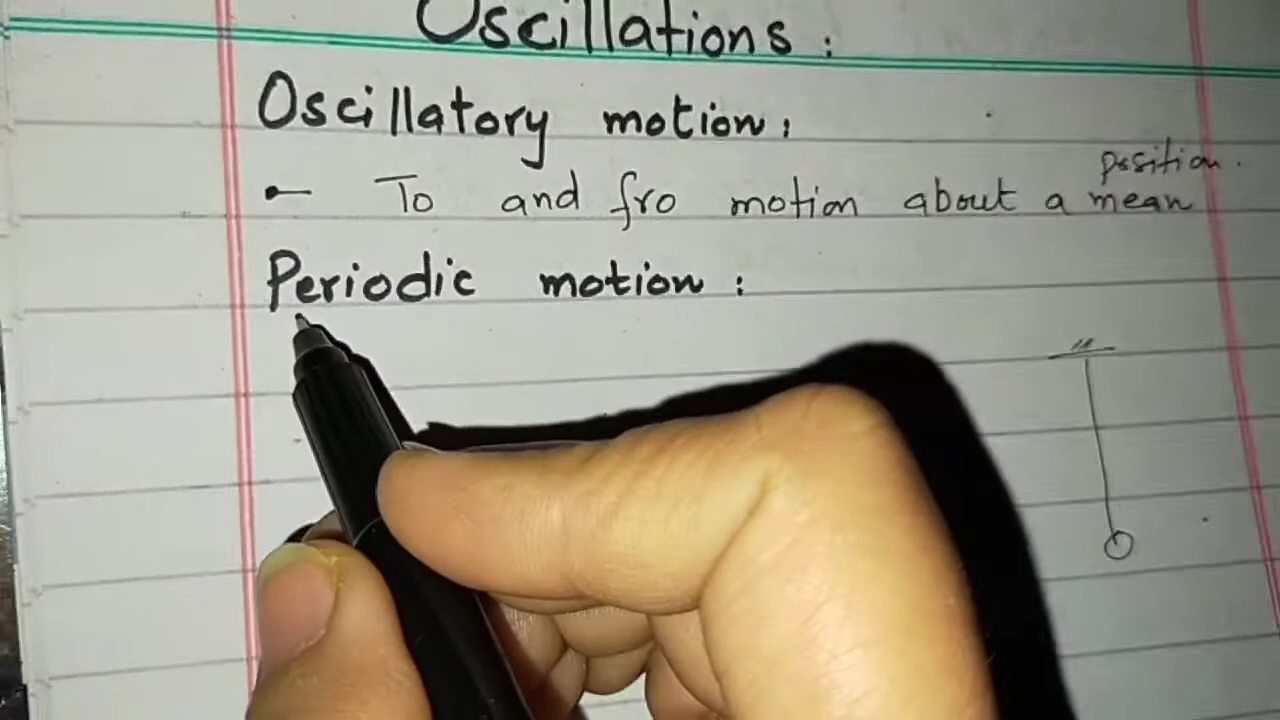 Oscillations :
Oscillatory motion :
- To and fro motion about a mean position.
Periodic motion :